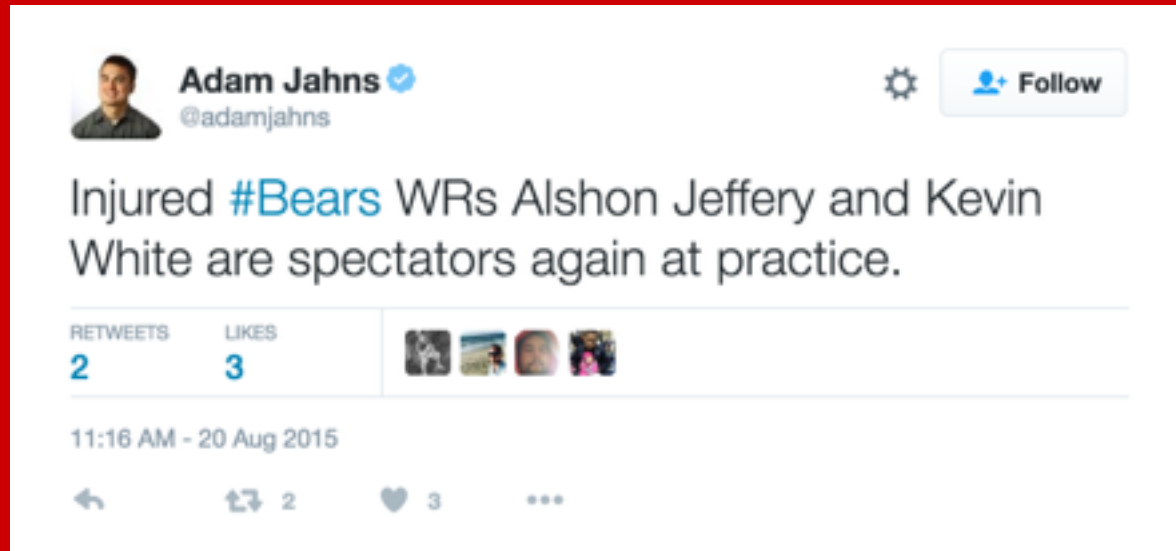 Adam Jahns
Follow
@adamjahns
Injured #Bears WRs Alshon Jeffery and Kevin
White are spectators again at practice.
RETWEETS LIKES
2 3
11:16 AM - 20 Aug 2015
2 3